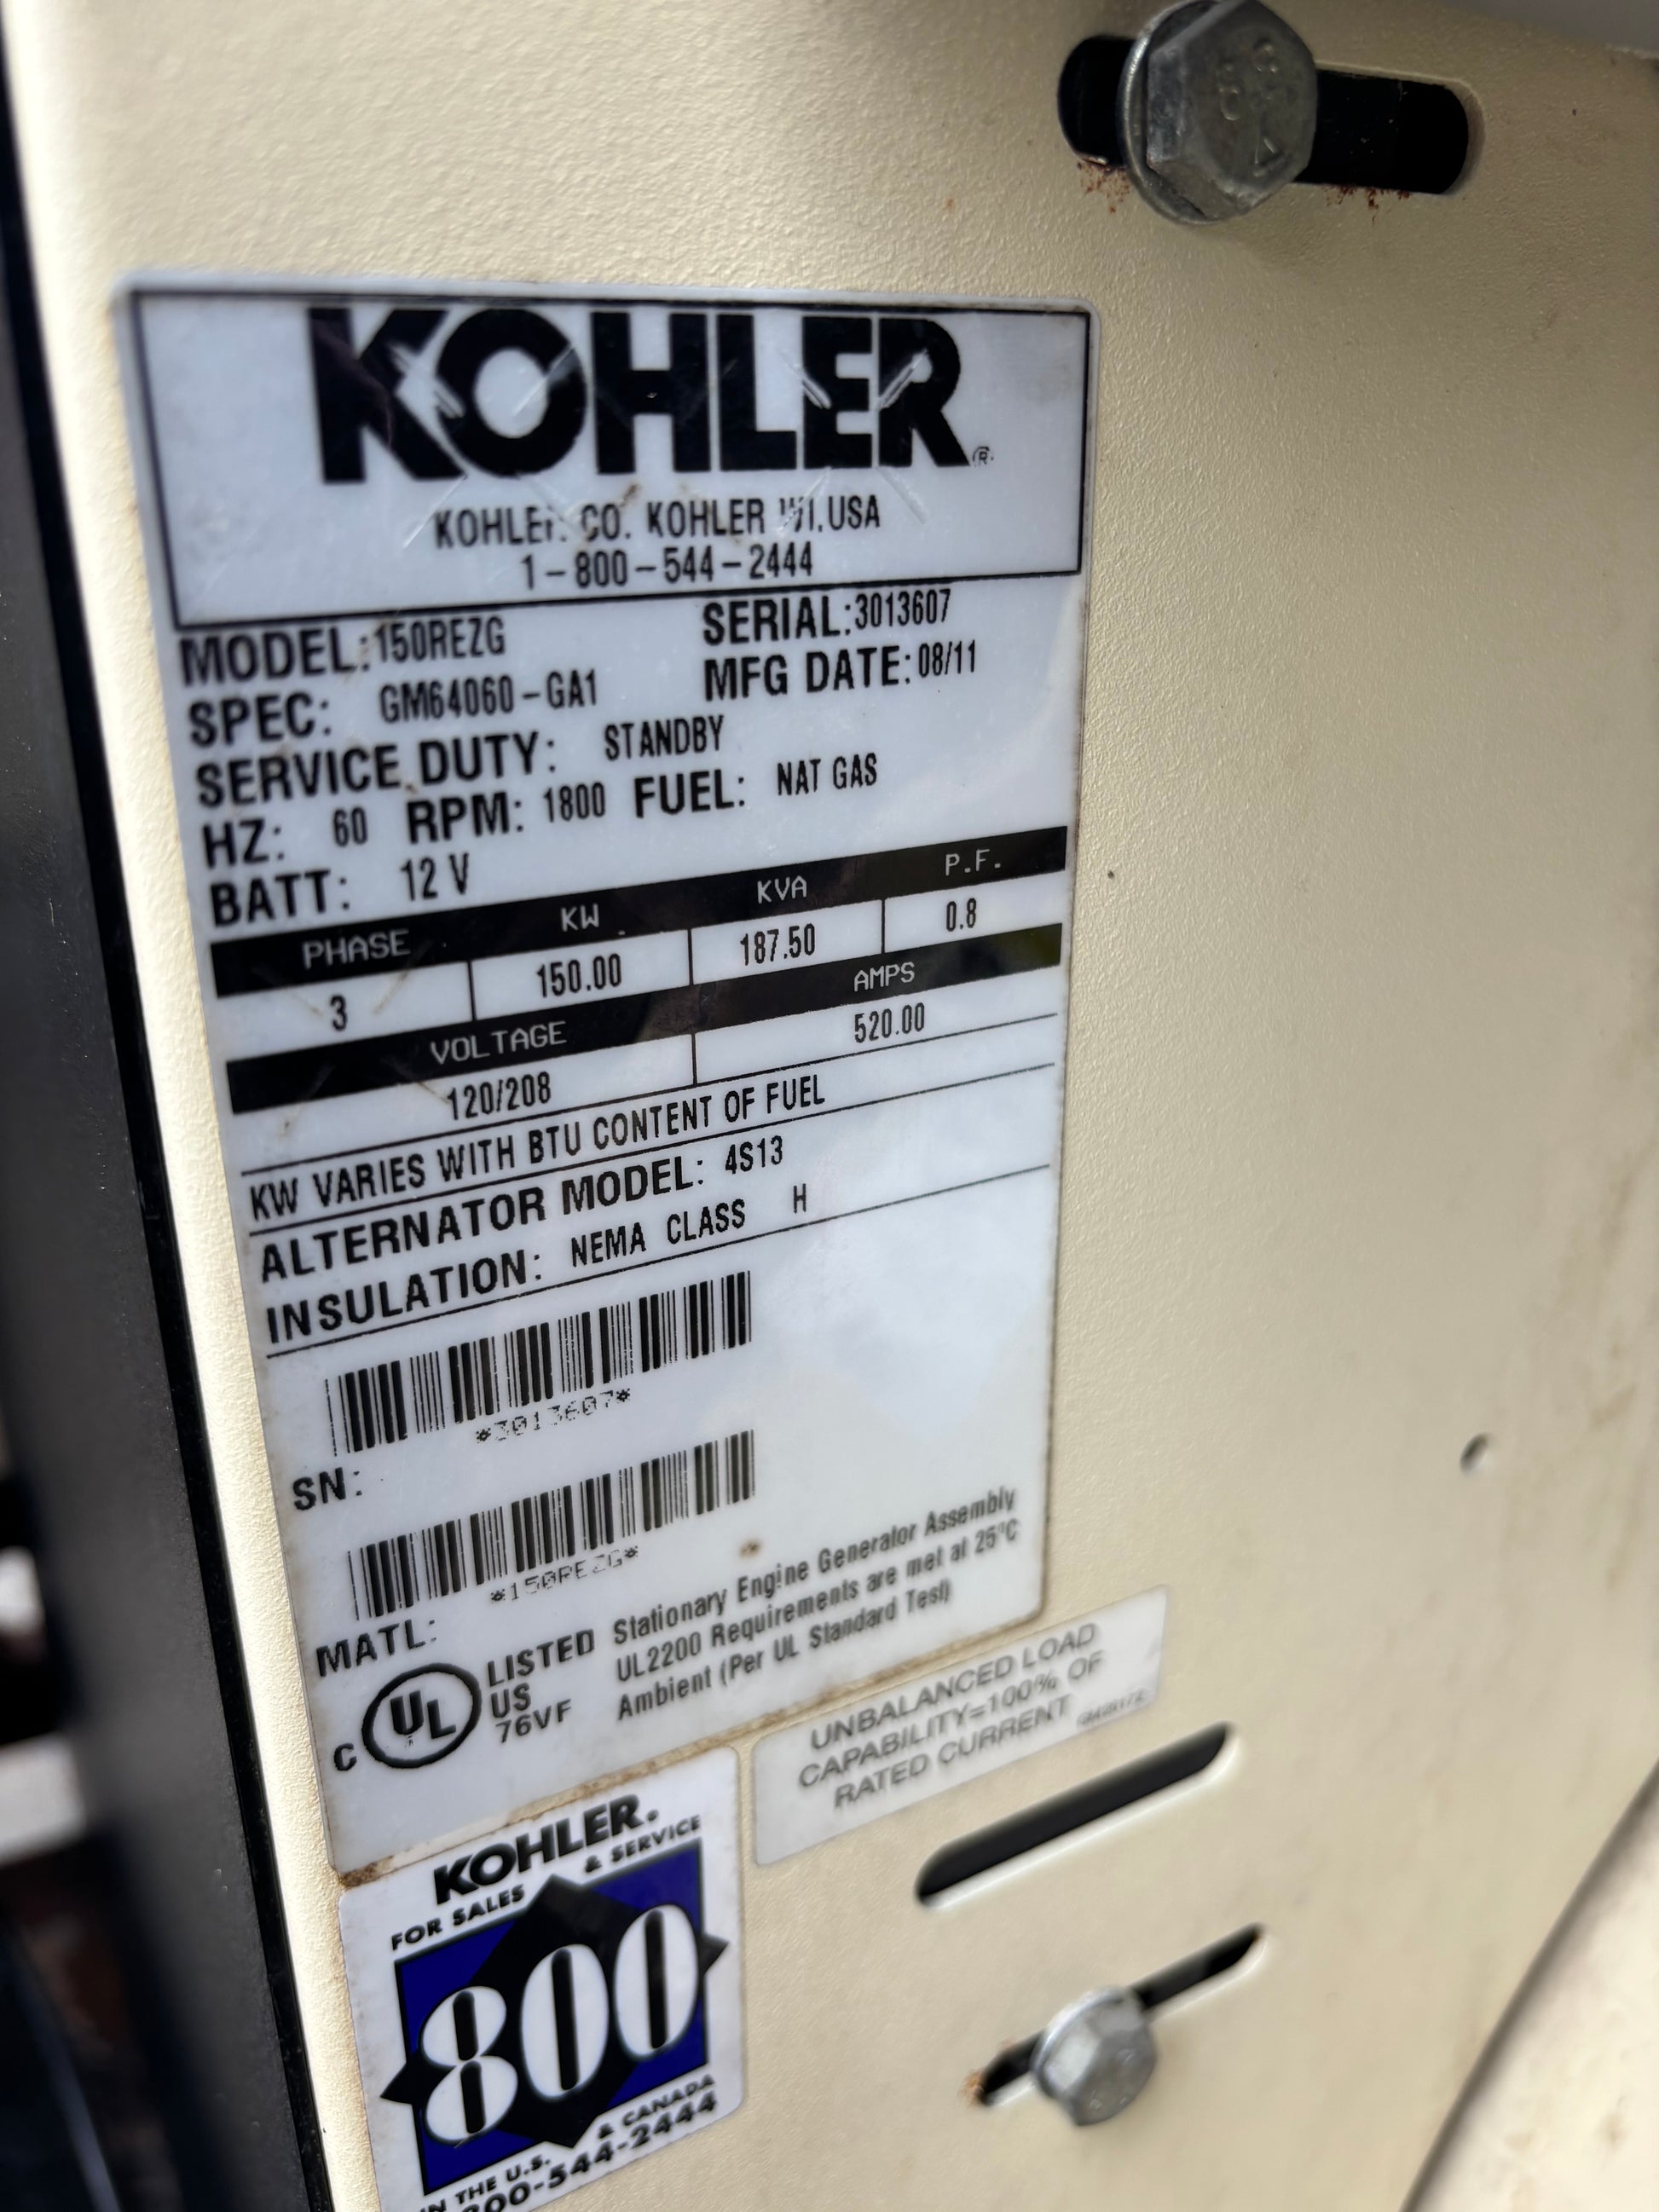 KOHLER®
KOHLER CO. KOHLER WI. USA
1-800-544-2444
MODEL: 150REZG SERIAL: 3013607
SPEC: GM64060-GA1 MFG DATE: 08/11
SERVICE DUTY: STANDBY
HZ: 60 RPM: 1800 FUEL: NAT GAS
BATT: 12 V
PHASE KW KVA P.F.
3 150.00 187.50 0.8
VOLTAGE AMPS
120/208 520.00
KW VARIES WITH BTU CONTENT OF FUEL
ALTERNATOR MODEL: 4S13
INSULATION: NEMA CLASS H
*3013607*
SN:
*150REZG*
MATL:
C UL LISTED US 76VF
Stationary Engine Generator Assembly
UL2200 Requirements are met at 25°C
Ambient (Per UL Standard Test)
UNBALANCED LOAD
CAPABILITY=100% OF
RATED CURRENT
KOHLER.
FOR SALES & SERVICE
800
IN THE U.S. & CANADA
800-544-2444